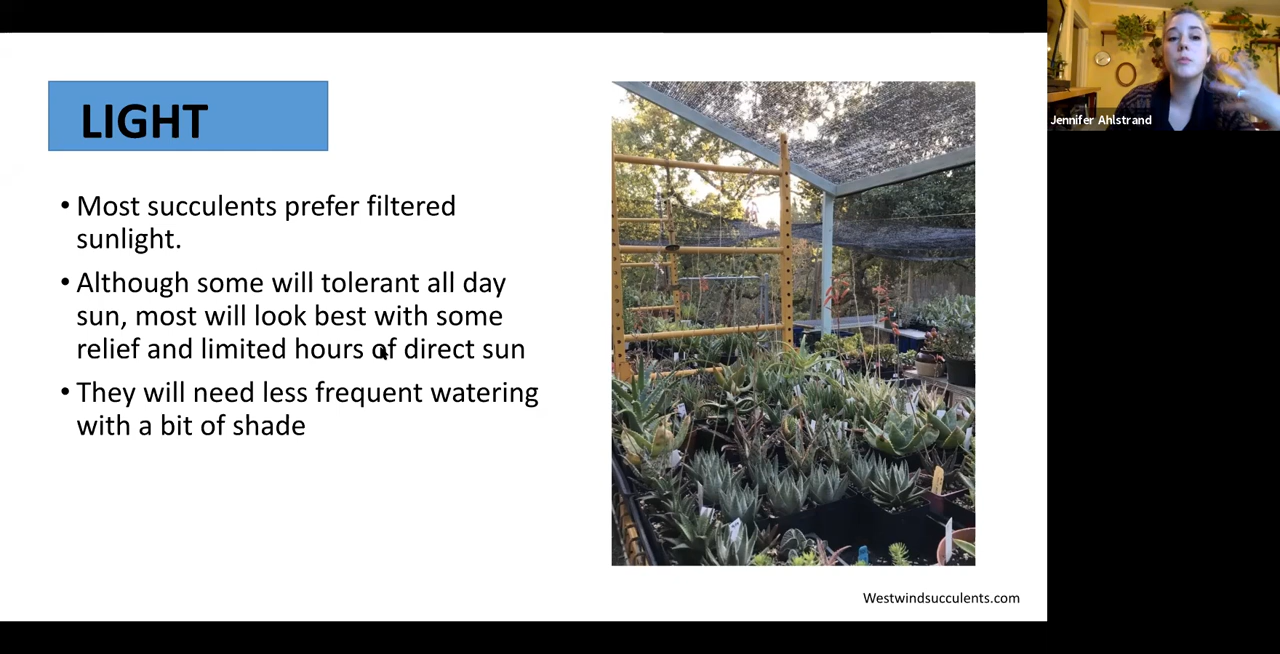 LIGHT
• Most succulents prefer filtered
sunlight.
• Although some will tolerant all day
sun, most will look best with some
relief and limited hours of direct sun
• They will need less frequent watering
with a bit of shade
Westwindsucculents.com
Jennifer Ahlstrand